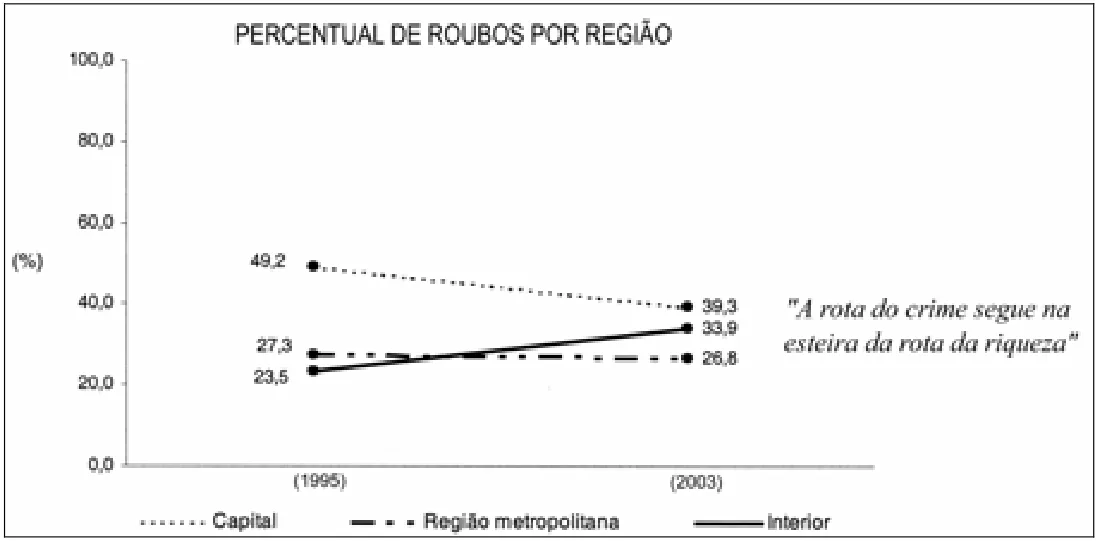 PERCENTUAL DE ROUBOS POR REGIÃO
100,0
80,0
60,0
(%)
40,0
20,0
0,0
49,2
27,3
23,5
39,3
33,9
26,8
"A rota do crime segue na
esteira da rota da riqueza"
(1995)
(2003)
Capital
Região metropolitana
Interior